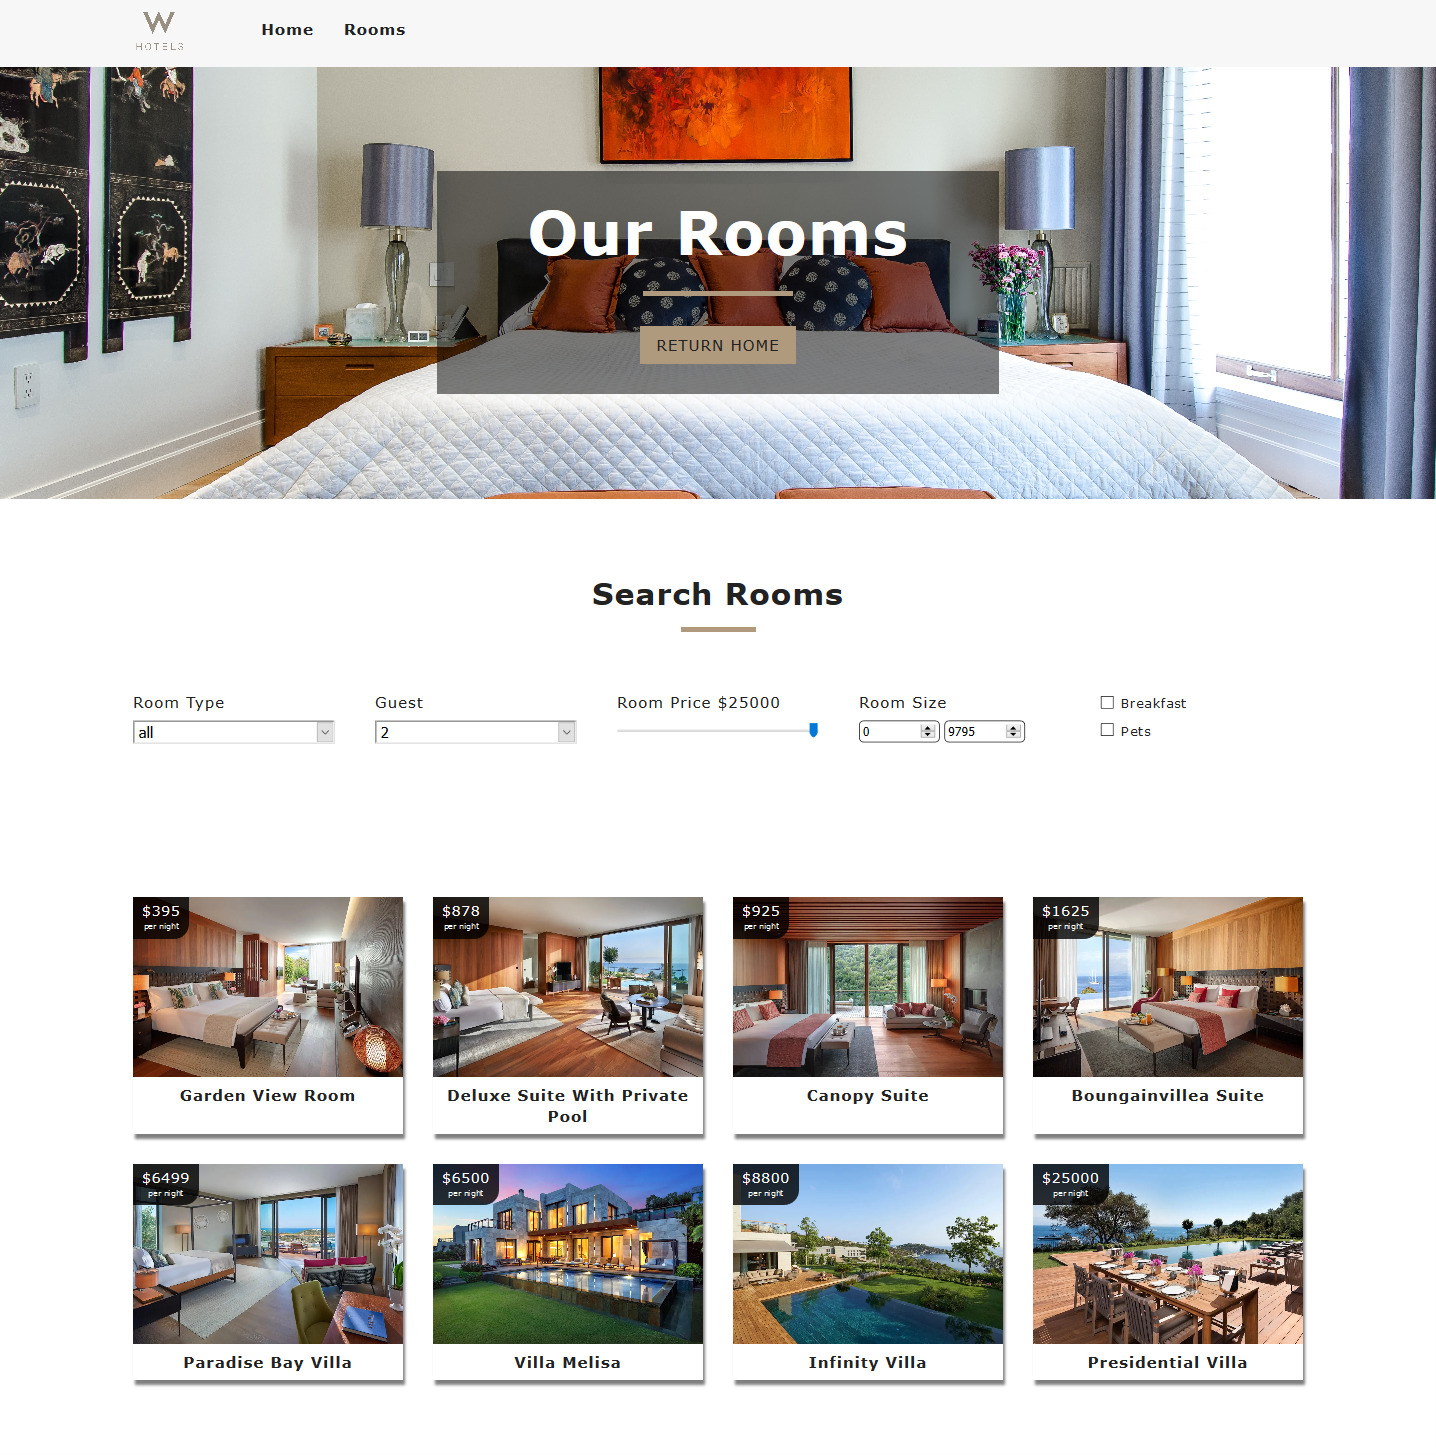 W
HOTELS
Home
Rooms
Our Rooms
RETURN HOME
Search Rooms
Room Type
Guest
Room Price $25000
Room Size
Breakfast
all
2
0
9795
Pets
$395
per night
$878
per night
$925
per night
$1625
per night
Garden View Room
Deluxe Suite With Private
Pool
Canopy Suite
Boungainvillea Suite
$6499
per night
$6500
per night
$8800
per night
$25000
per night
Paradise Bay Villa
Villa Melisa
Infinity Villa
Presidential Villa